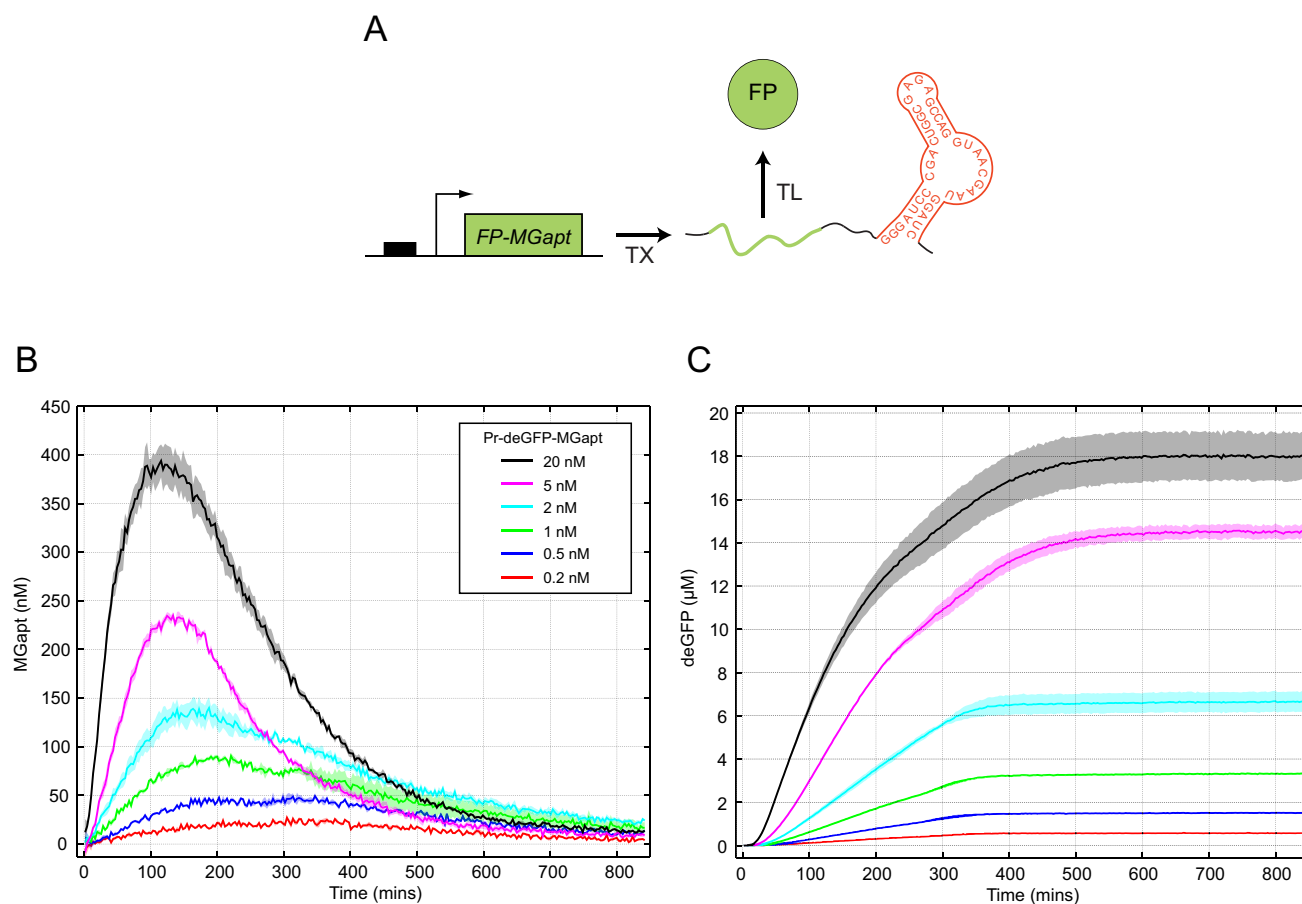 A
FP
AGA
CUGGCG
GCCAG
GUAACGAAU
CGA
GGGAUCC
TL
FP-MGapt
TX
B
450
400
350
300
250
200
150
100
50
0
MGapt (nM)
Pr-deGFP-MGapt
20 nM
5 nM
2 nM
1 nM
0.5 nM
0.2 nM
0 100 200 300 400 500 600 700 800
Time (mins)
C
20
18
16
14
12
10
8
6
4
2
0
deGFP (µM)
0 100 200 300 400 500 600 700 800
Time (mins)